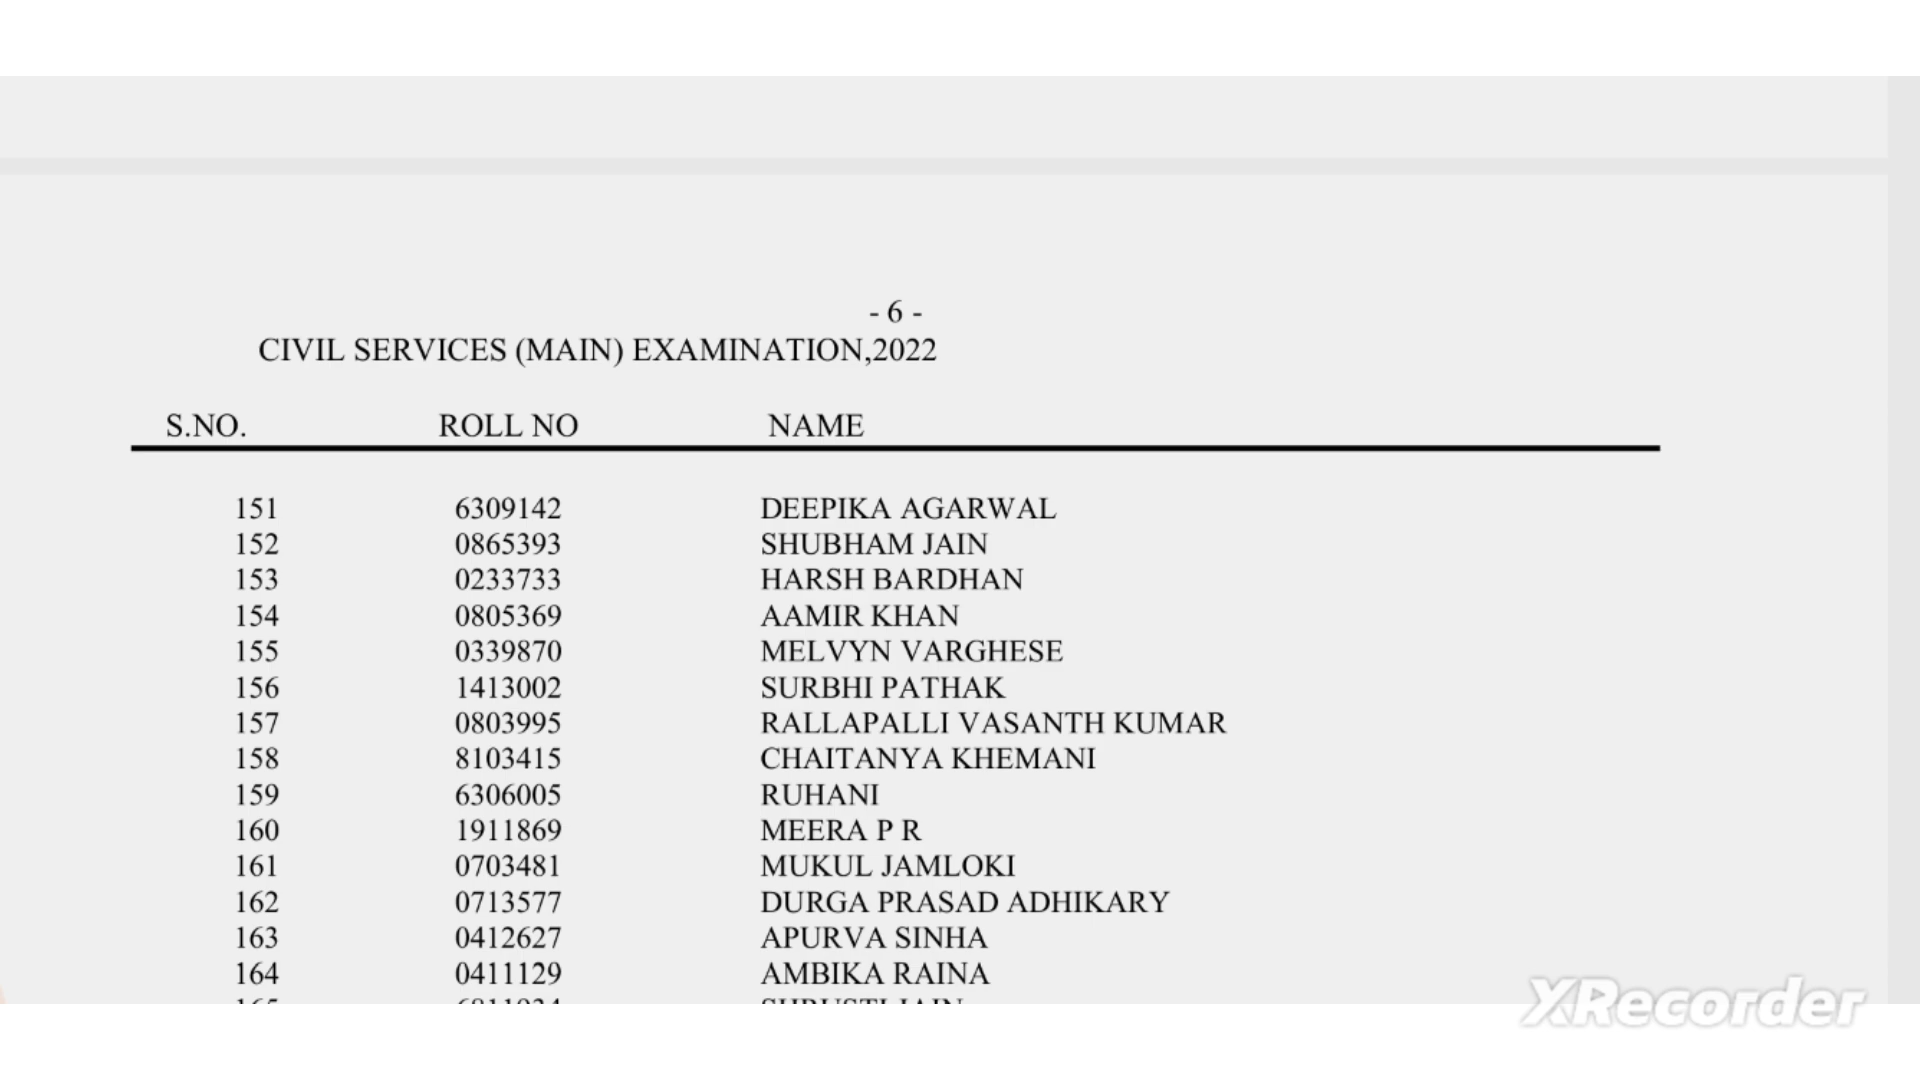 - 6 -
CIVIL SERVICES (MAIN) EXAMINATION,2022
S.NO. ROLL NO NAME
151 6309142 DEEPIKA AGARWAL
152 0865393 SHUBHAM JAIN
153 0233733 HARSH BARDHAN
154 0805369 AAMIR KHAN
155 0339870 MELVYN VARGHESE
156 1413002 SURBHI PATHAK
157 0803995 RALLAPALLI VASANTH KUMAR
158 8103415 CHAITANYA KHEMANI
159 6306005 RUHANI
160 1911869 MEERA P R
161 0703481 MUKUL JAMLOKI
162 0713577 DURGA PRASAD ADHIKARY
163 0412627 APURVA SINHA
164 0411129 AMBIKA RAINA
XRecorder